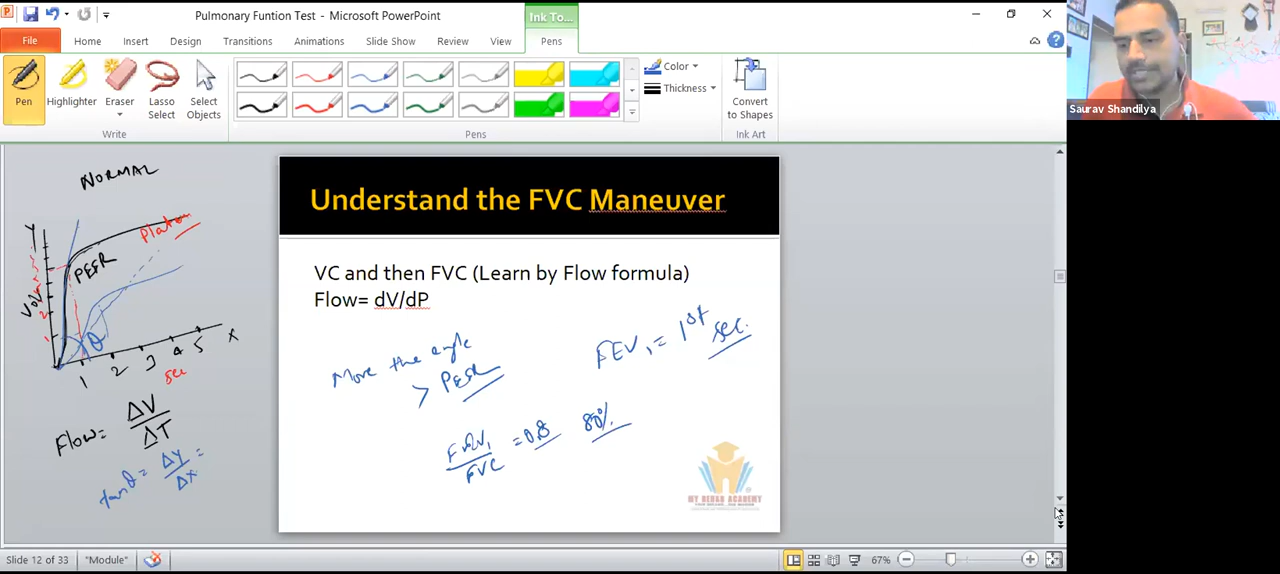 Pulmonary Funtion Test - Microsoft PowerPoint
Ink To...
File
Home
Insert
Design
Transitions
Animations
Slide Show
Review
View
Pens
Pen
Highlighter
Eraser
Lasso Select
Select Objects
Color
Thickness
Convert to Shapes
Write
Pens
Ink Art
Saurav Shandilya
NORMAL
Y
Platou
PEFR
VOL
2
1
θ
1 2 3 4 5 X
sec
Flow= ΔV/ΔT
tanθ= ΔY/ΔX =
Understand the FVC Maneuver
VC and then FVC (Learn by Flow formula)
Flow= dV/dP
More the angle
> PEFR
FEV1 = 1st sec.
FEV1/FVC =0.8 80%
MY REHAB ACADEMY
Slide 12 of 33
"Module"
67%